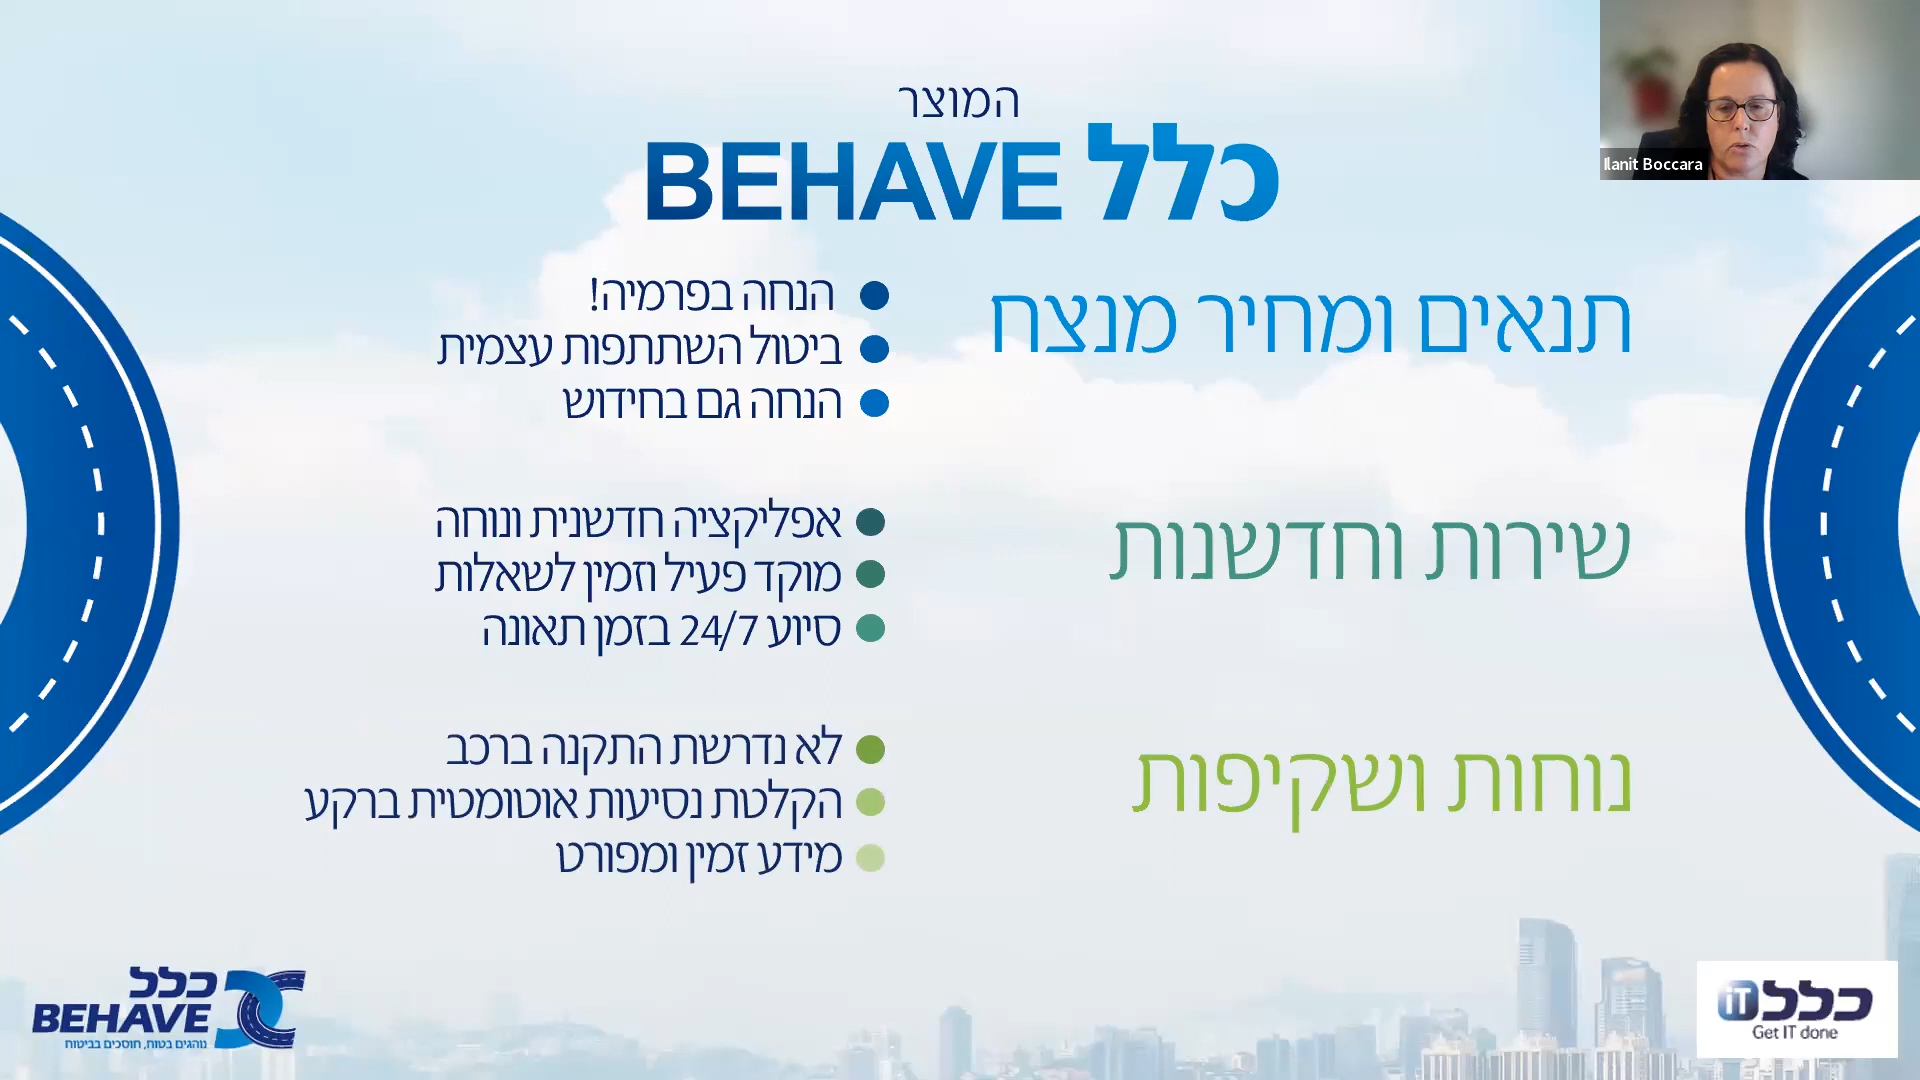 המוצר
כלל BEHAVE
תנאים ומחיר מנצח
הנחה בפרמיה!
ביטול השתתפות עצמית
הנחה גם בחידוש
שירות וחדשנות
אפליקציה חדשנית ונוחה
מוקד פעיל וזמין לשאלות
סיוע 24/7 בזמן תאונה
נוחות ושקיפות
לא נדרשת התקנה ברכב
הקלטת נסיעות אוטומטית ברקע
מידע זמין ומפורט
Ilanit Boccara
כלל
BEHAVE
נוהגים בטוח, חוסכים בביטוח
כלל iT
Get IT done